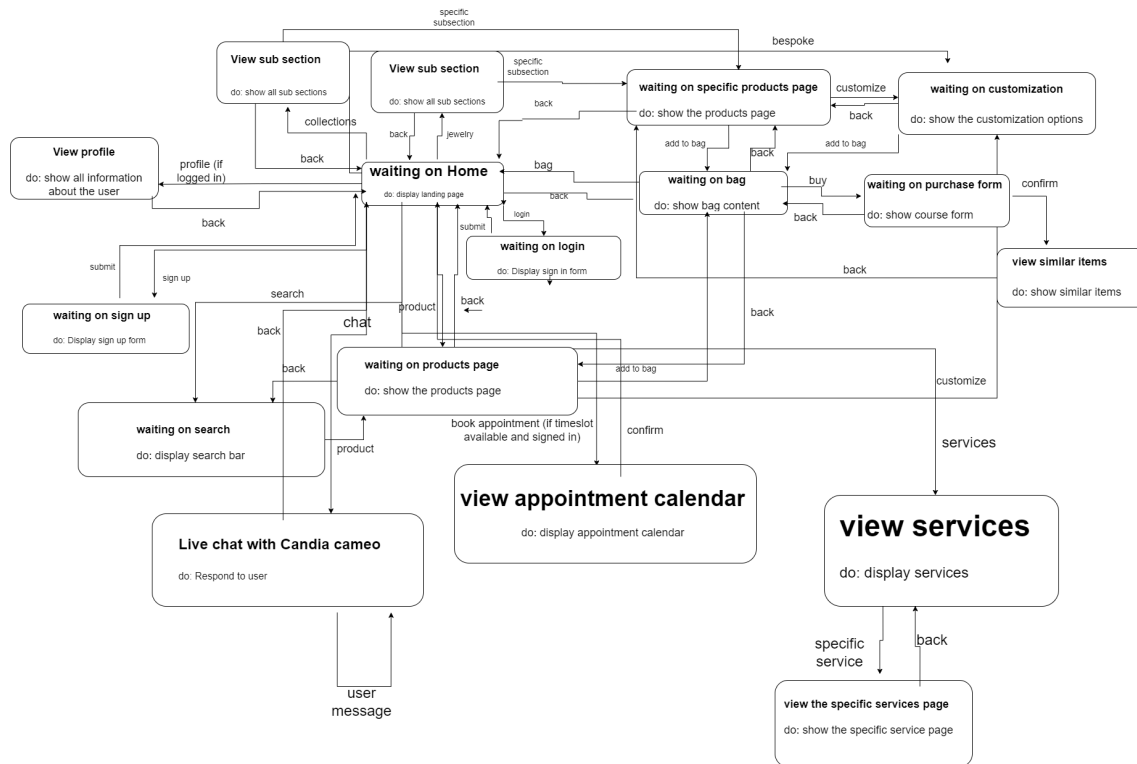 specific
subsection
bespoke
View sub section
do: show all sub sections
View sub section
do: show all sub sections
specific
subsection
waiting on specific products page
do: show the products page
customize
back
waiting on customization
do: show the customization options
back
collections
back
jewelry
add to bag
back
add to bag
View profile
do: show all information
about the user
profile (if
logged in)
back
back
waiting on Home
do: display landing page
bag
back
waiting on bag
do: show bag content
buy
back
waiting on purchase form
do: show course form
confirm
login
submit
waiting on login
do: Display sign in form
view similar items
do: show similar items
back
submit
sign up
waiting on sign up
do: Display sign up form
search
back
chat
product
back
back
waiting on products page
do: show the products page
add to bag
customize
back
waiting on search
do: display search bar
product
book appointment (if timeslot
available and signed in)
confirm
services
view appointment calendar
do: display appointment calendar
view services
do: display services
Live chat with Candia cameo
do: Respond to user
user
message
specific
service
back
view the specific services page
do: show the specific service page